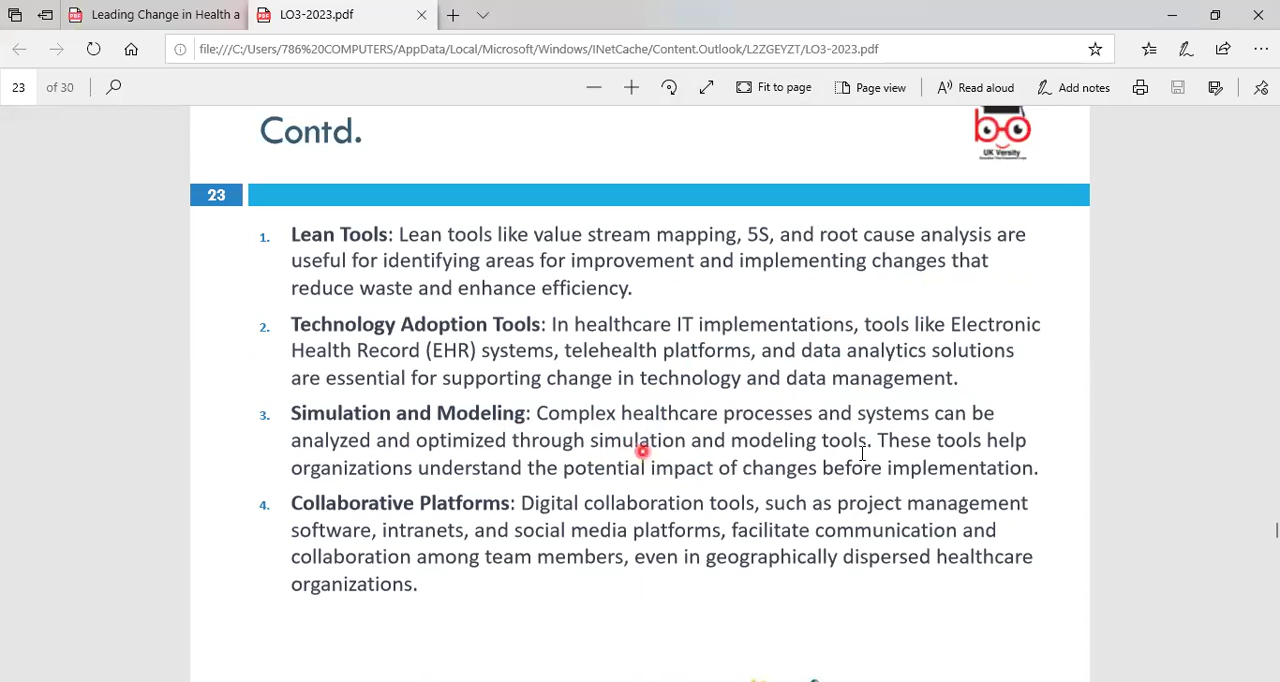 Leading Change in Health a
LO3-2023.pdf
file:///C:/Users/786%20COMPUTERS/AppData/Local/Microsoft/Windows/INetCache/Content.Outlook/L2ZGEYZT/LO3-2023.pdf
23 of 30
Fit to page
Page view
Read aloud
Add notes
Contd.
UK Versity
23
1. Lean Tools: Lean tools like value stream mapping, 5S, and root cause analysis are
useful for identifying areas for improvement and implementing changes that
reduce waste and enhance efficiency.
2. Technology Adoption Tools: In healthcare IT implementations, tools like Electronic
Health Record (EHR) systems, telehealth platforms, and data analytics solutions
are essential for supporting change in technology and data management.
3. Simulation and Modeling: Complex healthcare processes and systems can be
analyzed and optimized through simulation and modeling tools. These tools help
organizations understand the potential impact of changes before implementation.
4. Collaborative Platforms: Digital collaboration tools, such as project management
software, intranets, and social media platforms, facilitate communication and
collaboration among team members, even in geographically dispersed healthcare
organizations.